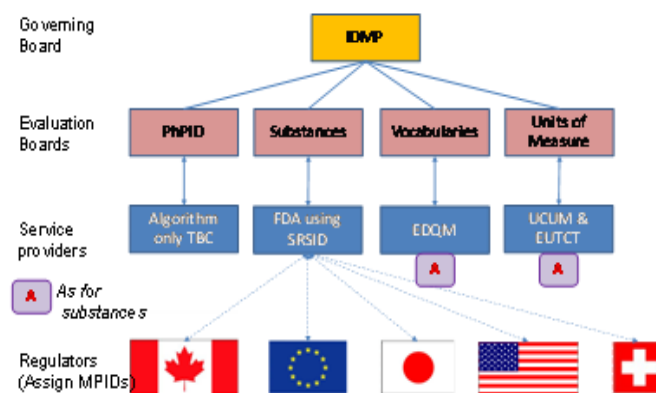 Governing
Board
IDMP
Evaluation
Boards
PhPID
Substances
Vocabularies
Units of
Measure
Service
providers
Algorithm
only TBC
FDA using
SRSID
EDQM
UCUM &
EUTCT
A
A
A
As for
substances
Regulators
(Assign MPIDs)